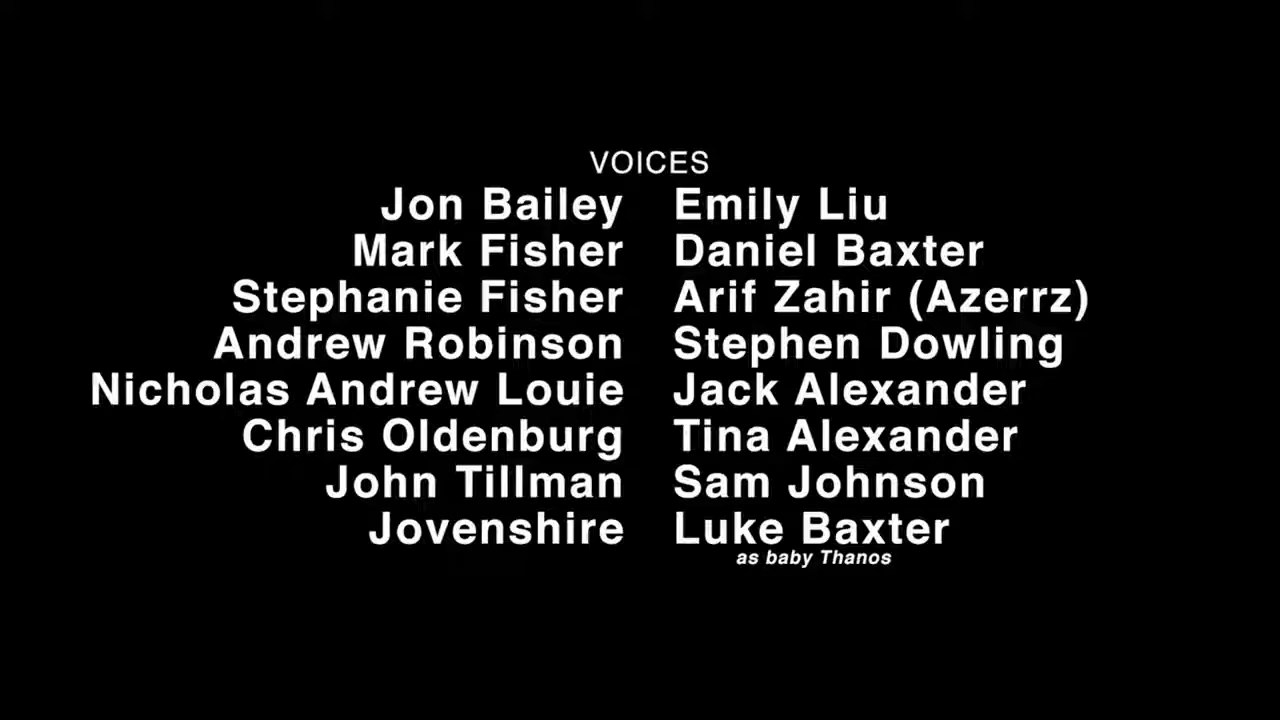 VOICES
Jon Bailey Emily Liu
Mark Fisher Daniel Baxter
Stephanie Fisher Arif Zahir (Azerrz)
Andrew Robinson Stephen Dowling
Nicholas Andrew Louie Jack Alexander
Chris Oldenburg Tina Alexander
John Tillman Sam Johnson
Jovenshire Luke Baxter
as baby Thanos